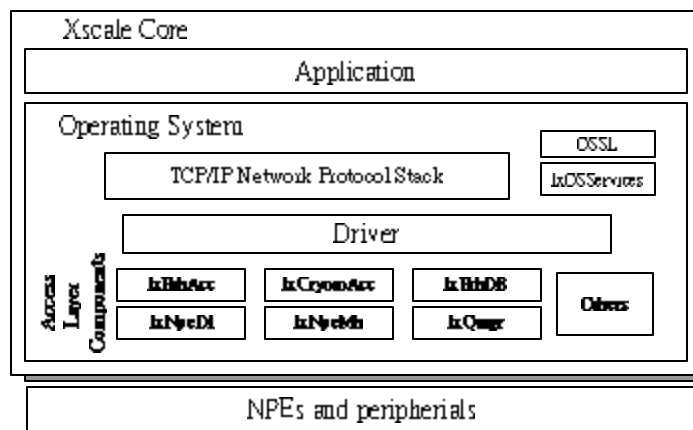 Xscale Core
Application
Operating System
OSSL
TCP/IP Network Protocol Stack
IxOSServices
Driver
Access
Layer
Components
IxEthAcc
IxCryptoAcc
IxEthDB
Others
IxNpeDl
IxNpeMh
IxQmgr
NPEs and peripherials